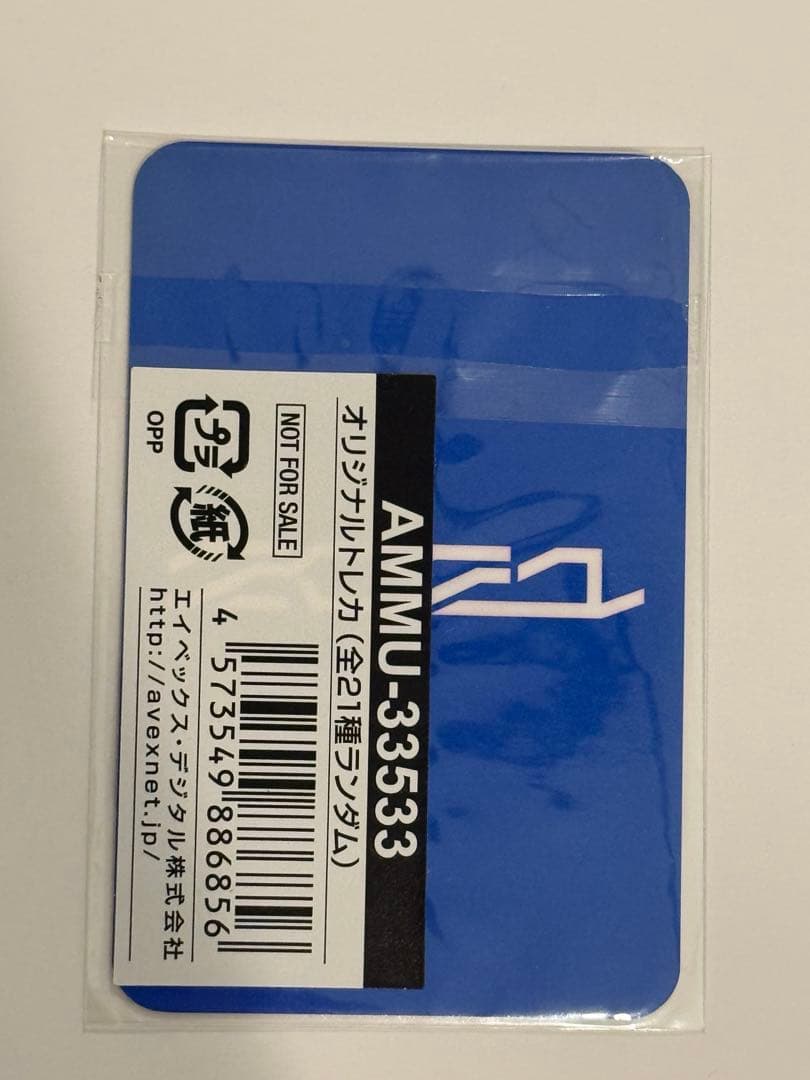 AMMU-33533
オリジナルトレカ(全21種ランダム)
NOT FOR SALE
プラ
紙
OPP
4 573549 886856
エイベックス・デジタル株式会社
http://avexnet.jp/